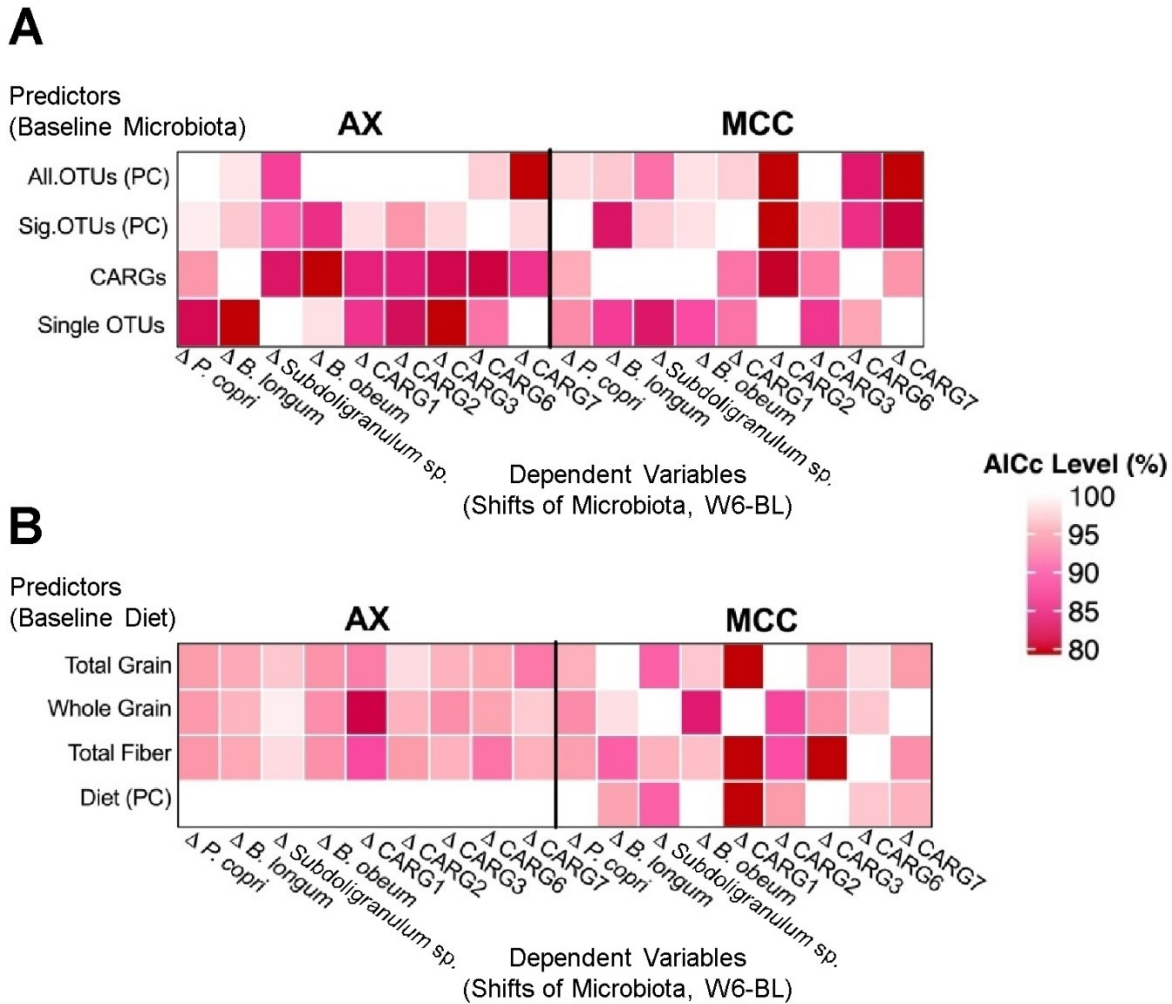 A
Predictors
(Baseline Microbiota)
AX
MCC
All.OTUs (PC)
Sig.OTUs (PC)
CARGs
Single OTUs
Δ P. copri
Δ B. longum
Δ Subdoligranulum sp.
Δ B. obeum
Δ CARG1
Δ CARG2
Δ CARG3
Δ CARG6
Δ CARG7
Δ P. copri
Δ B. longum
Δ Subdoligranulum sp.
Δ B. obeum
Δ CARG1
Δ CARG2
Δ CARG3
Δ CARG6
Δ CARG7
Dependent Variables
(Shifts of Microbiota, W6-BL)
AICc Level (%)
100
95
90
85
80
B
Predictors
(Baseline Diet)
AX
MCC
Total Grain
Whole Grain
Total Fiber
Diet (PC)
Δ P. copri
Δ B. longum
Δ Subdoligranulum sp.
Δ B. obeum
Δ CARG1
Δ CARG2
Δ CARG3
Δ CARG6
Δ CARG7
Δ P. copri
Δ B. longum
Δ Subdoligranulum sp.
Δ B. obeum
Δ CARG1
Δ CARG2
Δ CARG3
Δ CARG6
Δ CARG7
Dependent Variables
(Shifts of Microbiota, W6-BL)